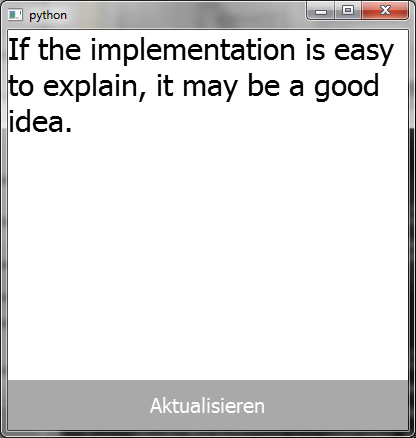 python
If the implementation is easy
to explain, it may be a good
idea.
Aktualisieren